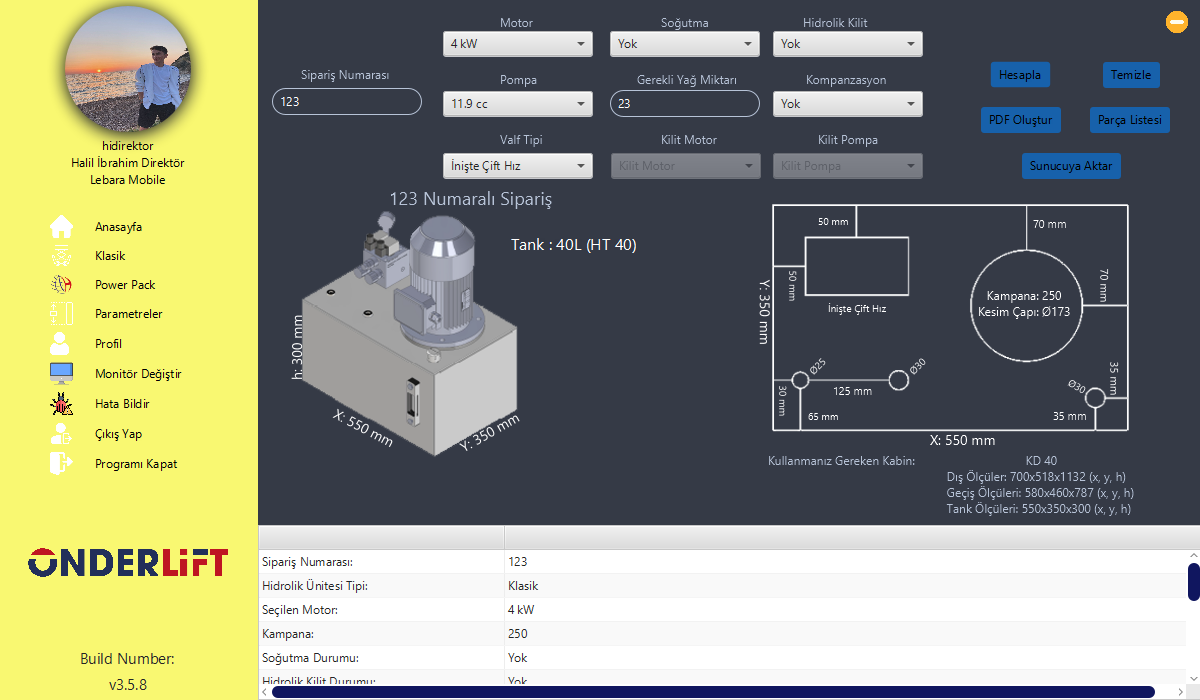 hidirektor
Halil İbrahim Direktör
Lebara Mobile
Anasayfa
Klasik
Power Pack
Parametreler
Profil
Monitör Değiştir
Hata Bildir
Çıkış Yap
Programı Kapat
ÖNDERLiFT
Build Number:
v3.5.8
Sipariş Numarası
123
Motor
4 kW
Soğutma
Yok
Hidrolik Kilit
Yok
Pompa
11.9 cc
Gerekli Yağ Miktarı
23
Kompanzasyon
Yok
Valf Tipi
İnişte Çift Hız
Kilit Motor
Kilit Motor
Kilit Pompa
Kilit Pompa
Hesapla
Temizle
PDF Oluştur
Parça Listesi
Sunucuya Aktar
123 Numaralı Sipariş
Tank : 40L (HT 40)
h: 300 mm
X: 550 mm
Y: 350 mm
50 mm
70 mm
50 mm
70 mm
Y: 350 mm
İnişte Çift Hız
Kampana: 250
Kesim Çapı: Ø173
Ø25
Ø30
125 mm
30 mm
65 mm
Ø30
35 mm
35 mm
X: 550 mm
Kullanmanız Gereken Kabin:
KD 40
Dış Ölçüler: 700x518x1132 (x, y, h)
Geçiş Ölçüleri: 580x460x787 (x, y, h)
Tank Ölçüleri: 550x350x300 (x, y, h)
Sipariş Numarası: 123
Hidrolik Ünitesi Tipi: Klasik
Seçilen Motor: 4 kW
Kampana: 250
Soğutma Durumu: Yok
Hidrolik Kilit Durumu: Yok